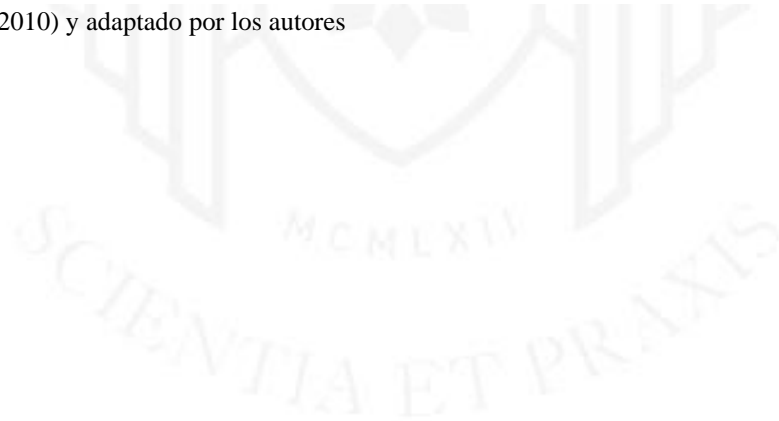 2010) y adaptado por los autores
MCMLXII
SCIENTIA ET PRAXIS